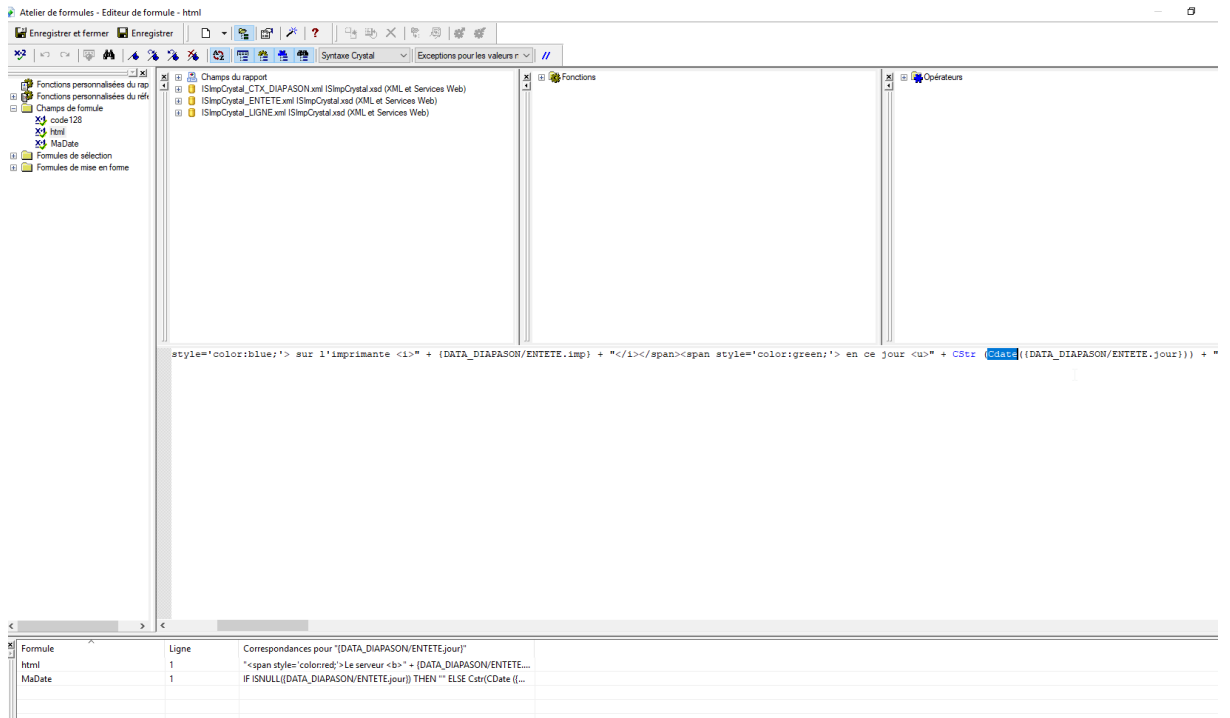 Atelier de formules - Editeur de formule - html
Enregistrer et fermer Enregistrer
Syntaxe Crystal Exceptions pour les valeurs r
Fonctions personnalisées du rap
Fonctions personnalisées du réfé
Champs de formule
code128
html
MaDate
Formules de sélection
Formules de mise en forme
Champs du rapport
ISImpCrystal_CTX_DIAPASON.xml ISImpCrystal.xsd (XML et Services Web)
ISImpCrystal_ENTETE.xml ISImpCrystal.xsd (XML et Services Web)
ISImpCrystal_LIGNE.xml ISImpCrystal.xsd (XML et Services Web)
Fonctions
Opérateurs
style='color:blue;'> sur l'imprimante <i>" + {DATA_DIAPASON/ENTETE.imp} + "</i></span><span style='color:green;'> en ce jour <u>" + CStr (Cdate({DATA_DIAPASON/ENTETE.jour})) + "
Formule Ligne Correspondances pour "{DATA_DIAPASON/ENTETE.jour}"
html 1 "<span style='color:red;'>Le serveur <b>" + {DATA_DIAPASON/ENTETE....
MaDate 1 IF ISNULL({DATA_DIAPASON/ENTETE.jour}) THEN "" ELSE Cstr(CDate ({...